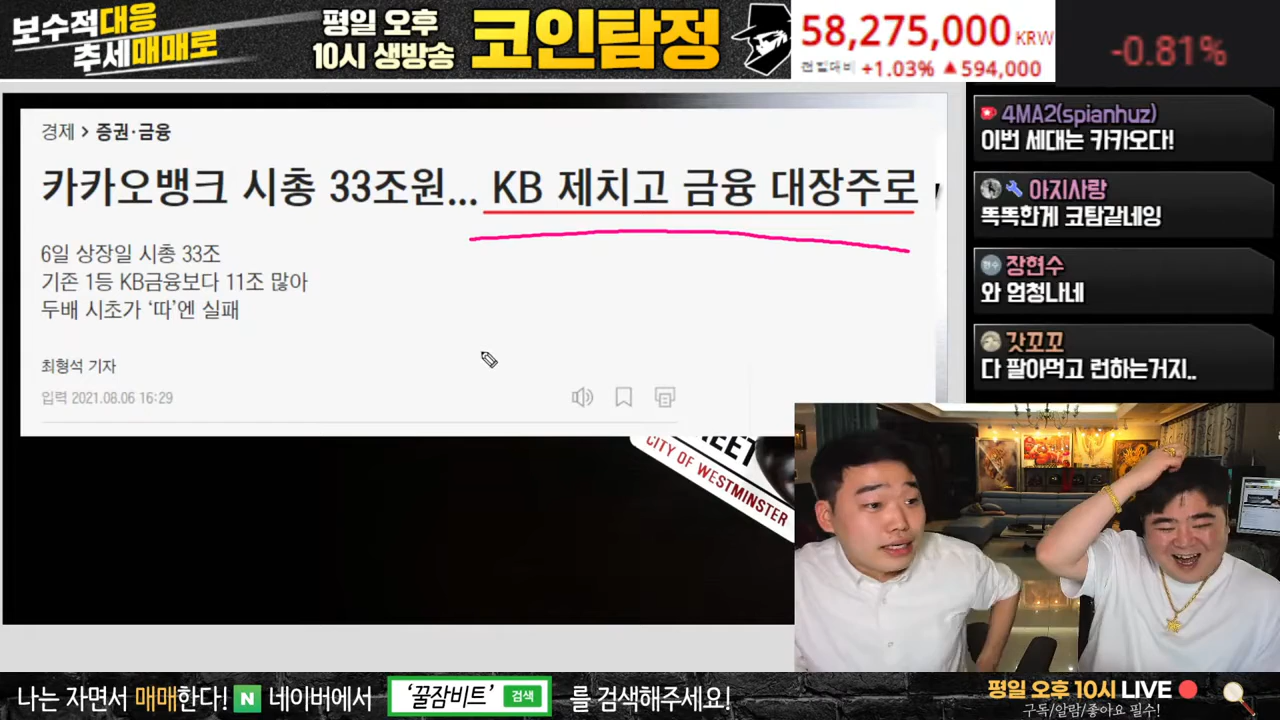 보수적대응
추세매매로
평일 오후
10시 생방송
코인탐정
58,275,000 KRW
전일대비 +1.03% ▲594,000
-0.81%
경제 > 증권·금융
카카오뱅크 시총 33조원... KB 제치고 금융 대장주로
6일 상장일 시총 33조
기존 1등 KB금융보다 11조 많아
두배 시초가 ‘따’엔 실패
최형석 기자
입력 2021.08.06 16:29
4MA2(spianhuz)
이번 세대는 카카오다!
아지사랑
똑똑한게 코탐같네잉
장현수
와 엄청나네
갓꼬꼬
다 팔아먹고 런하는거지..
CITY OF WESTMINSTER
나는 자면서 매매한다! N 네이버에서 ‘꿀잠비트’ 검색 를 검색해주세요!
평일 오후 10시 LIVE
구독/알람/좋아요 필수!